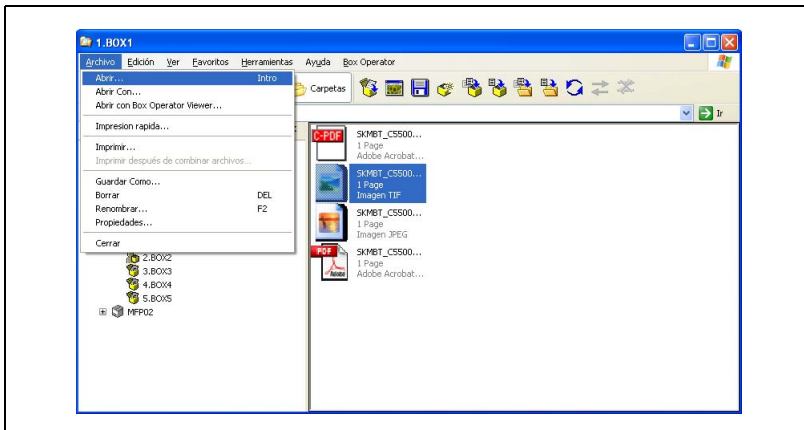 1.BOX1
Archivo Edición Ver Favoritos Herramientas Ayuda Box Operator
Abrir... Intro
Abrir Con...
Abrir con Box Operator Viewer...
Impresion rapida...
Imprimir...
Imprimir después de combinar archivos...
Guardar Como...
Borrar DEL
Renombrar... F2
Propiedades...
Cerrar
Carpetas
Ir
2.BOX2
3.BOX3
4.BOX4
5.BOX5
MFP02
C-PDF
SKMBT_C5500...
1 Page
Adobe Acrobat...
SKMBT_C5500...
1 Page
Imagen TIF
SKMBT_C5500...
1 Page
Imagen JPEG
PDF
Adobe
SKMBT_C5500...
1 Page
Adobe Acrobat...